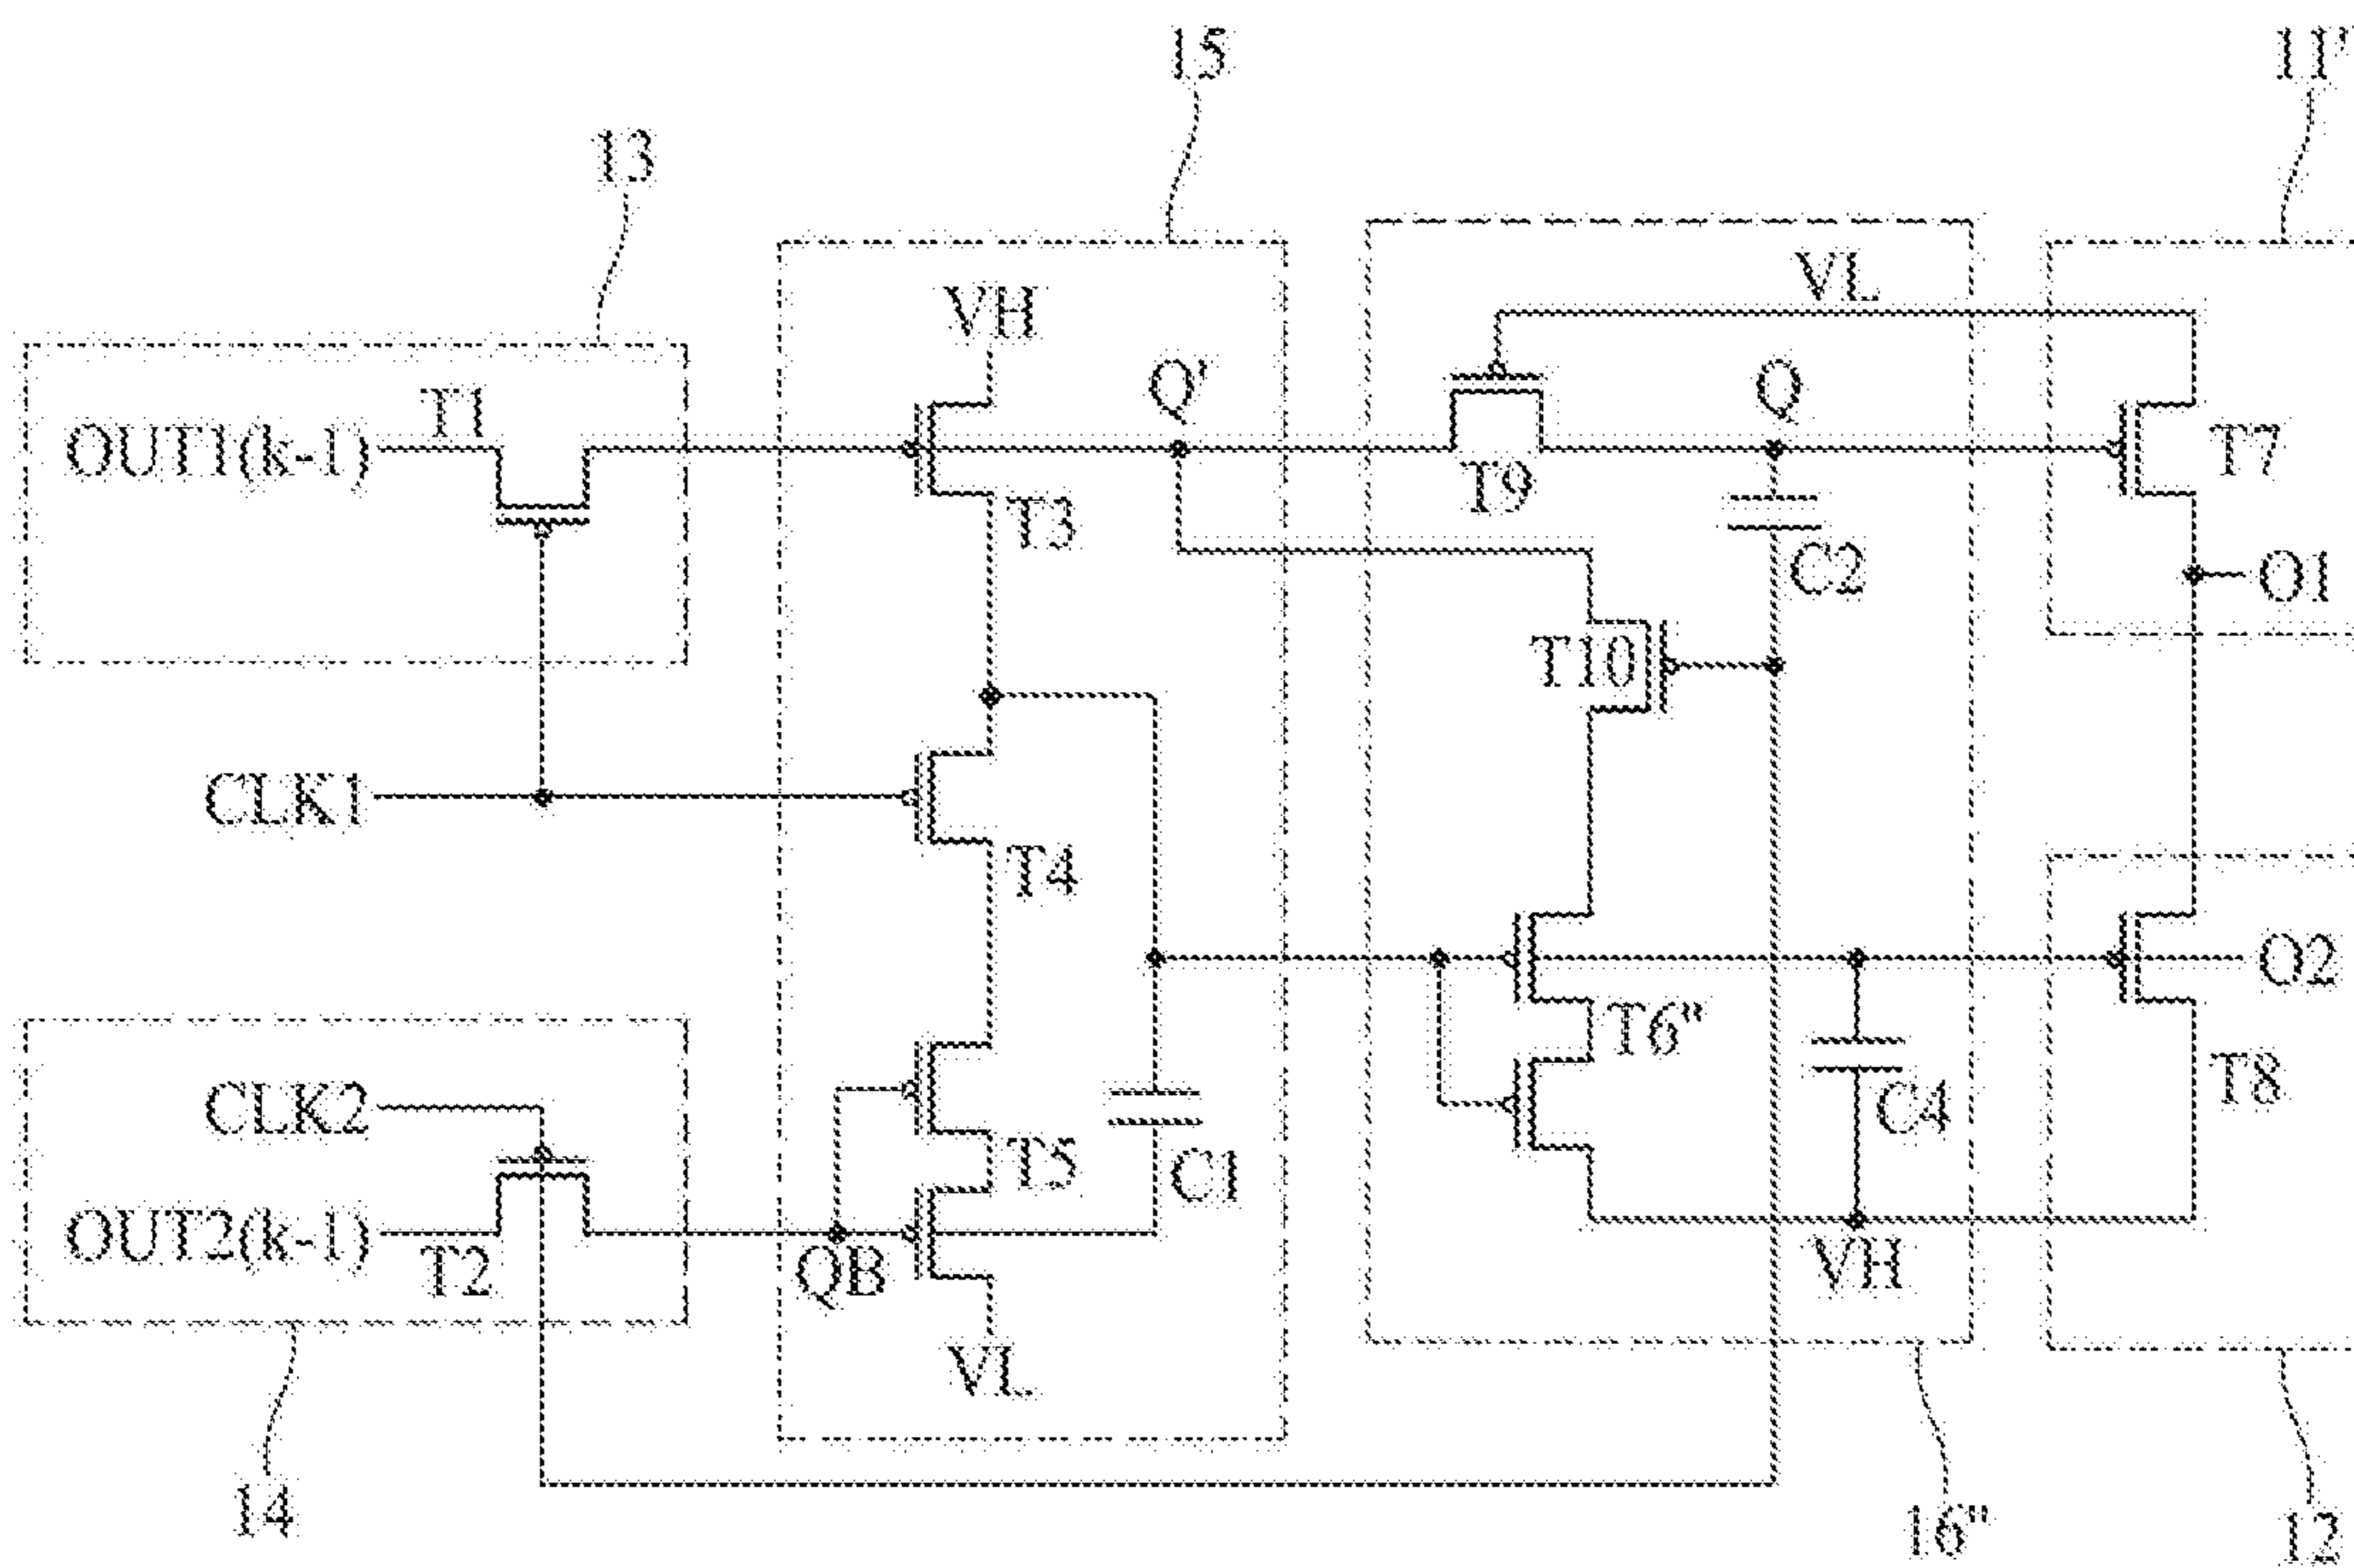 15
11'
13
VH
VL
Q'
Q
T1
OUT1(k-1)
T7
T9
T3
C2
O1
T10
CLK1
T4
O2
T6"
T8
CLK2
C4
T5
C1
OUT2(k-1)
T2
QB
VH
VL
14
16"
12